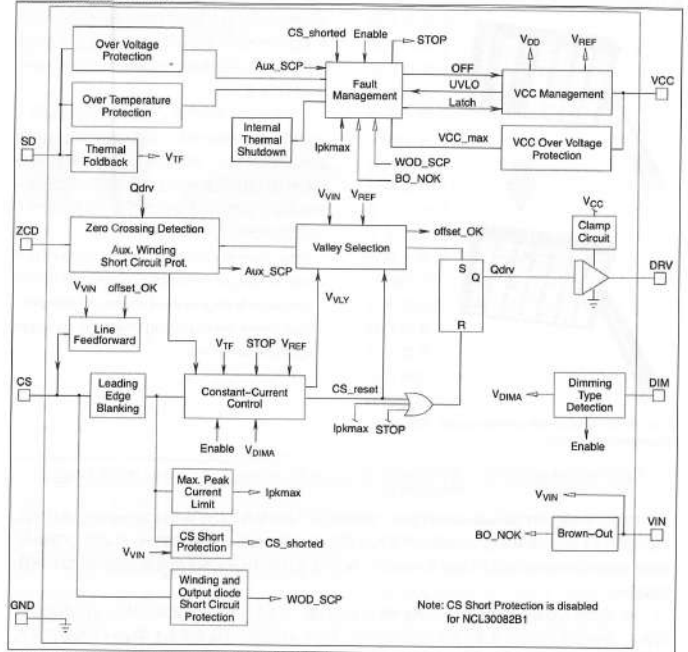 CS_shorted
Enable
STOP
Over Voltage
Protection
Aux_SCP
Fault
Management
OFF
UVLO
Latch
V_DD
V_REF
VCC Management
VCC
Over Temperature
Protection
Internal
Thermal
Shutdown
Ipkmax
VCC_max
VCC Over Voltage
Protection
WOD_SCP
BO_NOK
SD
Thermal
Foldback
V_TF
Qdrv
V_VIN
V_REF
ZCD
Zero Crossing Detection
Aux. Winding
Short Circuit Prot.
Valley Selection
offset_OK
V_CC
Clamp
Circuit
Aux_SCP
S
Q
Qdrv
DRV
V_VIN
offset_OK
V_VLY
R
Line
Feedforward
V_TF
STOP
V_REF
CS
Leading
Edge
Blanking
Constant-Current
Control
CS_reset
Ipkmax
STOP
V_DIMA
Dimming
Type
Detection
DIM
Enable
V_DIMA
Enable
Max. Peak
Current
Limit
Ipkmax
V_VIN
VIN
CS Short
Protection
CS_shorted
V_VIN
BO_NOK
Brown-Out
Winding and
Output diode
Short Circuit
Protection
WOD_SCP
GND
Note: CS Short Protection is disabled
for NCL30082B1